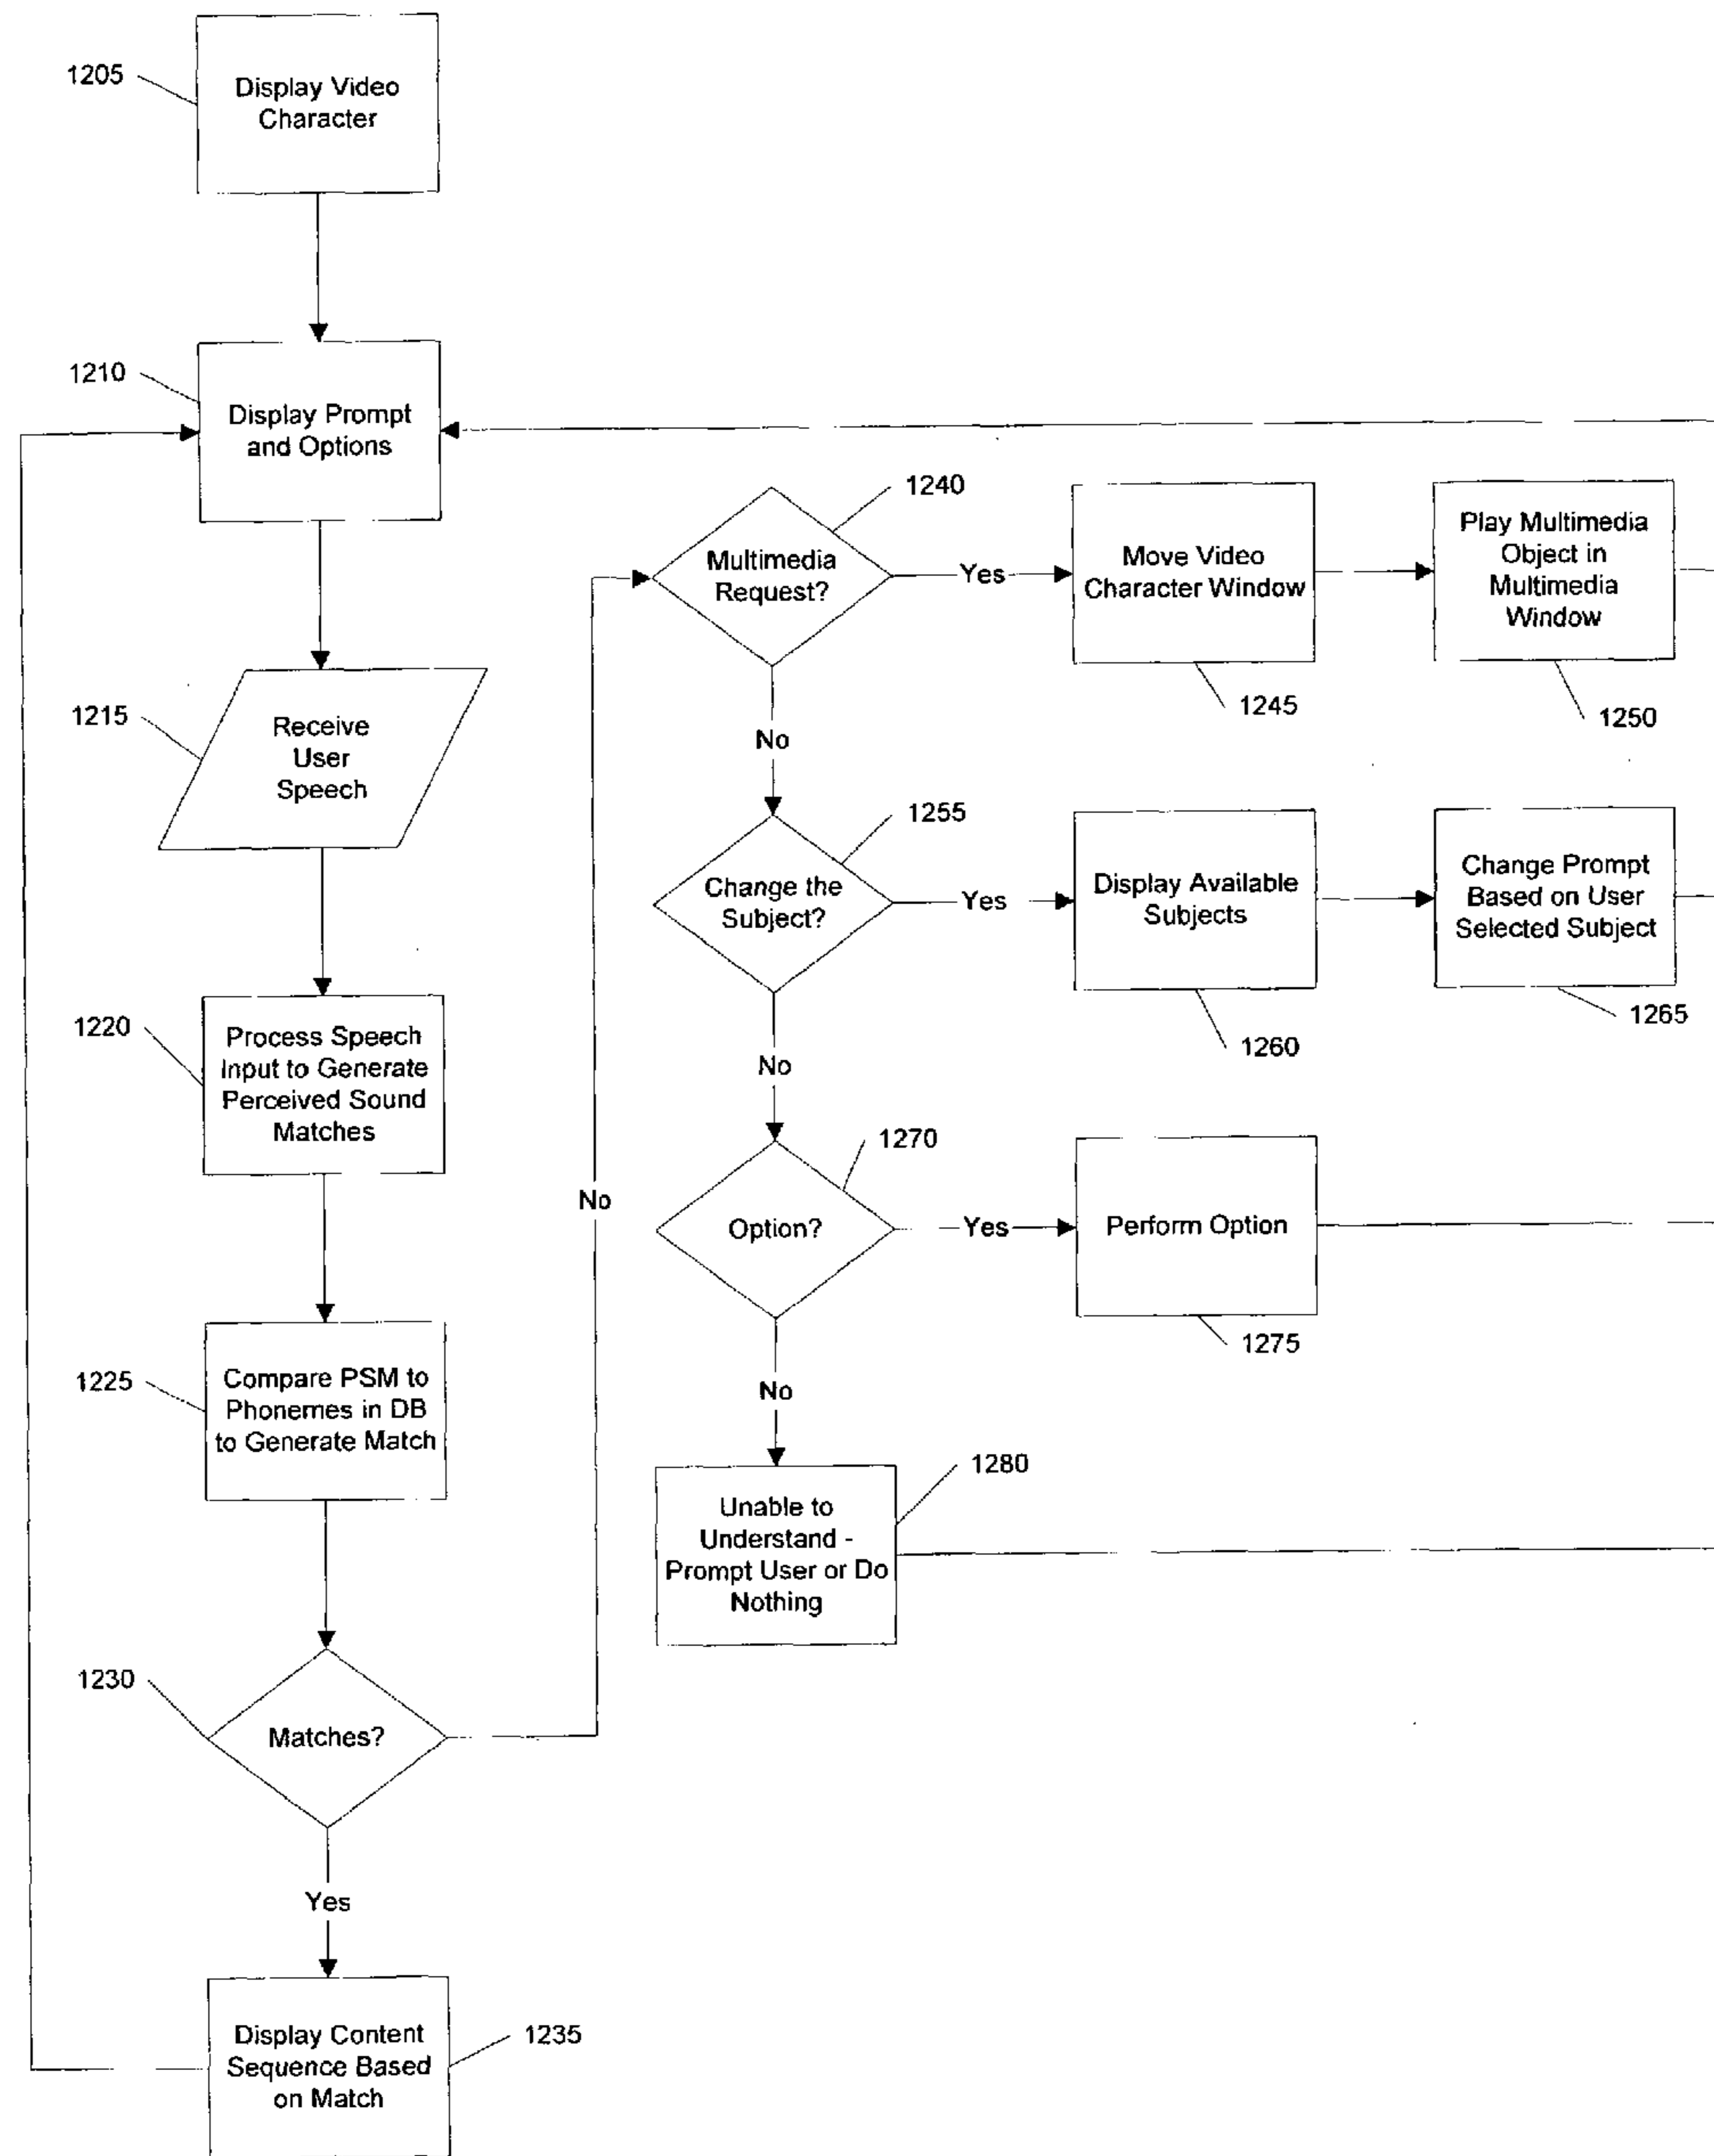 1205
Display Video
Character
1210
Display Prompt
and Options
1215
Receive
User
Speech
1220
Process Speech
Input to Generate
Perceived Sound
Matches
1225
Compare PSM to
Phonemes in DB
to Generate Match
1230
Matches?
No
Yes
Display Content
Sequence Based
on Match
1235
1240
Multimedia
Request?
Yes
Move Video
Character Window
1245
Play Multimedia
Object in
Multimedia
Window
1250
No
1255
Change the
Subject?
Yes
Display Available
Subjects
1260
Change Prompt
Based on User
Selected Subject
1265
No
1270
Option?
Yes
Perform Option
1275
No
1280
Unable to
Understand -
Prompt User or Do
Nothing